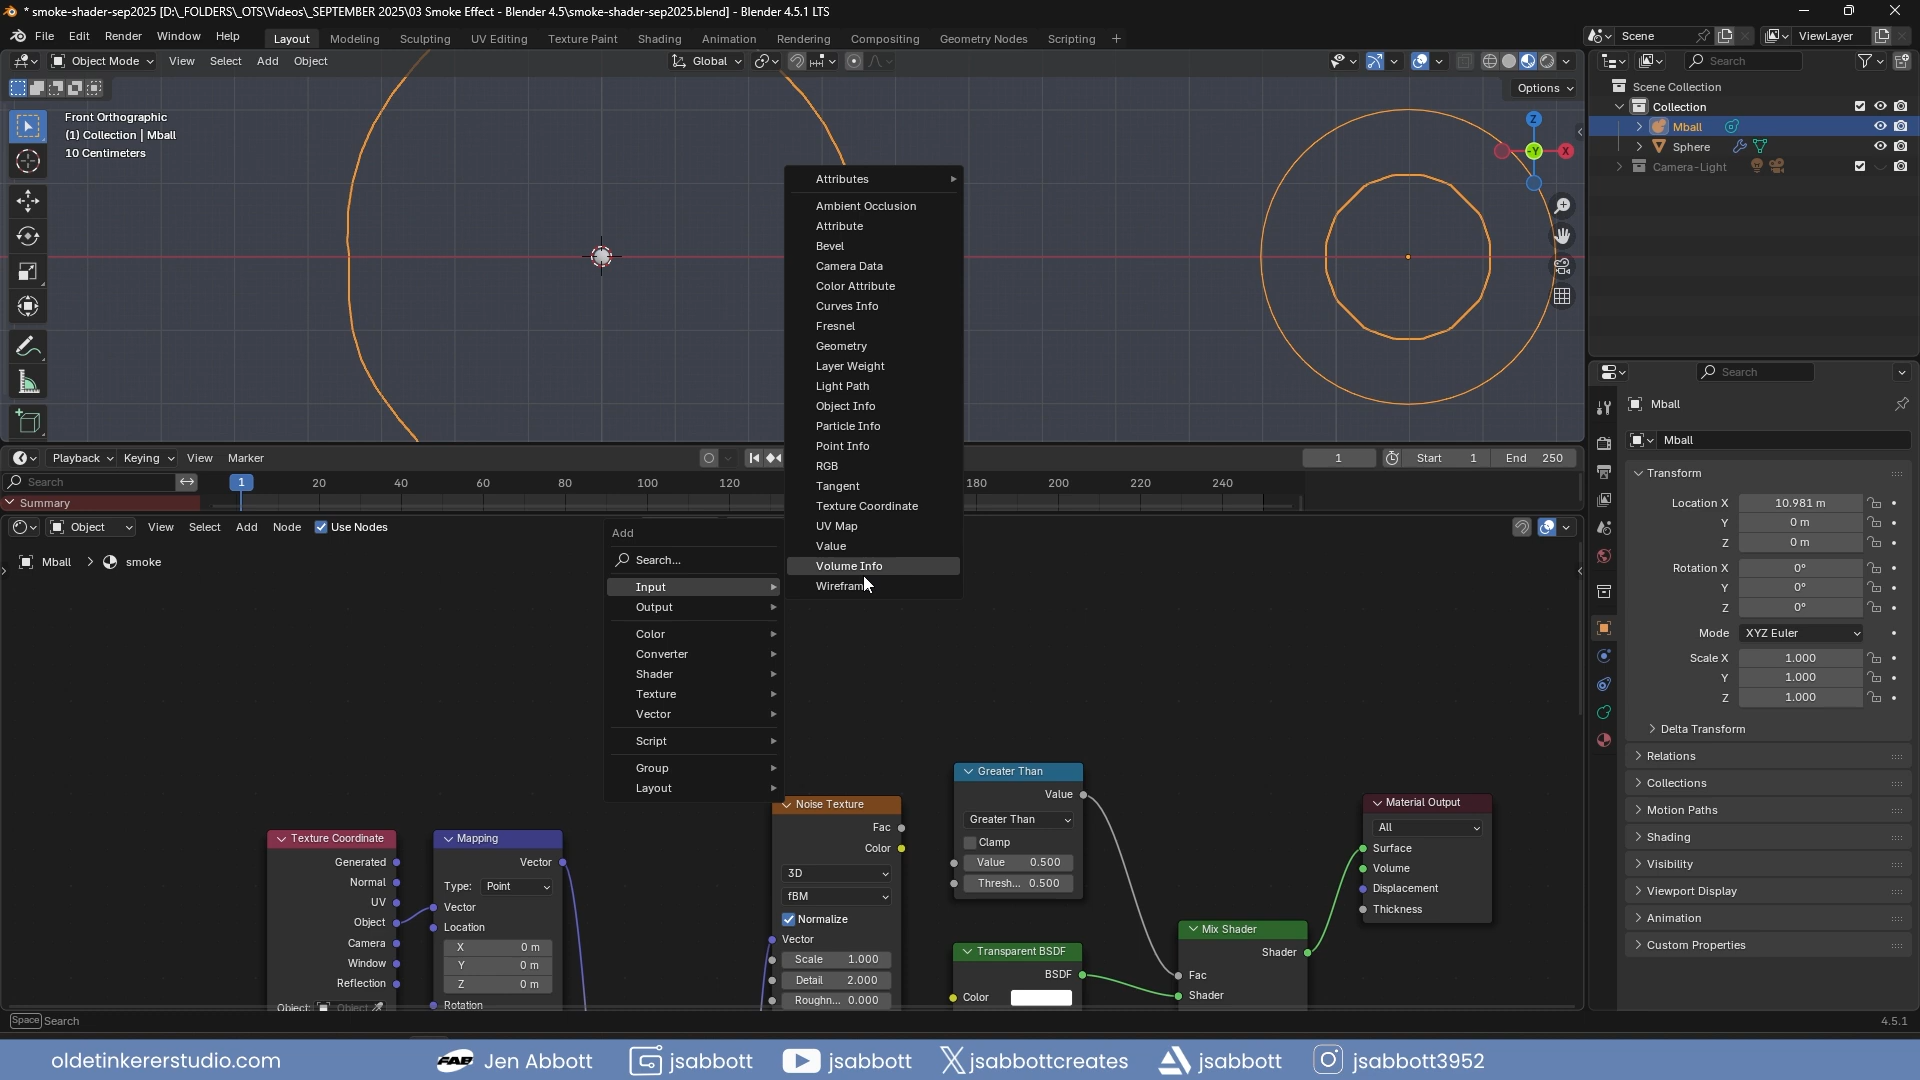 * smoke-shader-sep2025 [D:\_FOLDERS\_OTS\Videos\_SEPTEMBER 2025\03 Smoke Effect - Blender 4.5\smoke-shader-sep2025.blend] - Blender 4.5.1 LTS
File Edit Render Window Help Layout Modeling Sculpting UV Editing Texture Paint Shading Animation Rendering Compositing Geometry Nodes Scripting + Scene ViewLayer
Object Mode View Select Add Object Global Search
Options
Scene Collection
Collection
Mball
Sphere
Camera-Light
Front Orthographic
(1) Collection | Mball
10 Centimeters
Z
-Y X
Attributes
Ambient Occlusion
Attribute
Bevel
Camera Data
Color Attribute
Curves Info
Fresnel
Geometry
Layer Weight
Light Path
Object Info
Particle Info
Point Info
RGB
Tangent
Texture Coordinate
UV Map
Value
Volume Info
Wirefram
Playback Keying View Marker 1 Start 1 End 250
Search 1 20 40 60 80 100 120 180 200 220 240
Summary
Object View Select Add Node Use Nodes
Mball > smoke
Add
Search...
Input
Output
Color
Converter
Shader
Texture
Vector
Script
Group
Layout
Texture Coordinate
Generated
Normal
UV
Object
Camera
Window
Reflection
Object: Object
Mapping
Vector
Type: Point
Vector
Location
X 0 m
Y 0 m
Z 0 m
Rotation
Noise Texture
Fac
Color
3D
fBM
Normalize
Vector
Scale 1.000
Detail 2.000
Roughn... 0.000
Greater Than
Value
Greater Than
Clamp
Value 0.500
Thresh... 0.500
Transparent BSDF
BSDF
Color
Mix Shader
Shader
Fac
Shader
Material Output
All
Surface
Volume
Displacement
Thickness
Search
Mball
Mball
Transform
Location X 10.981 m
Y 0 m
Z 0 m
Rotation X 0°
Y 0°
Z 0°
Mode XYZ Euler
Scale X 1.000
Y 1.000
Z 1.000
Delta Transform
Relations
Collections
Motion Paths
Shading
Visibility
Viewport Display
Animation
Custom Properties
Space Search 4.5.1
oldetinkererstudio.com FAB Jen Abbott jsabbott jsabbott jsabbottcreates jsabbott jsabbott3952